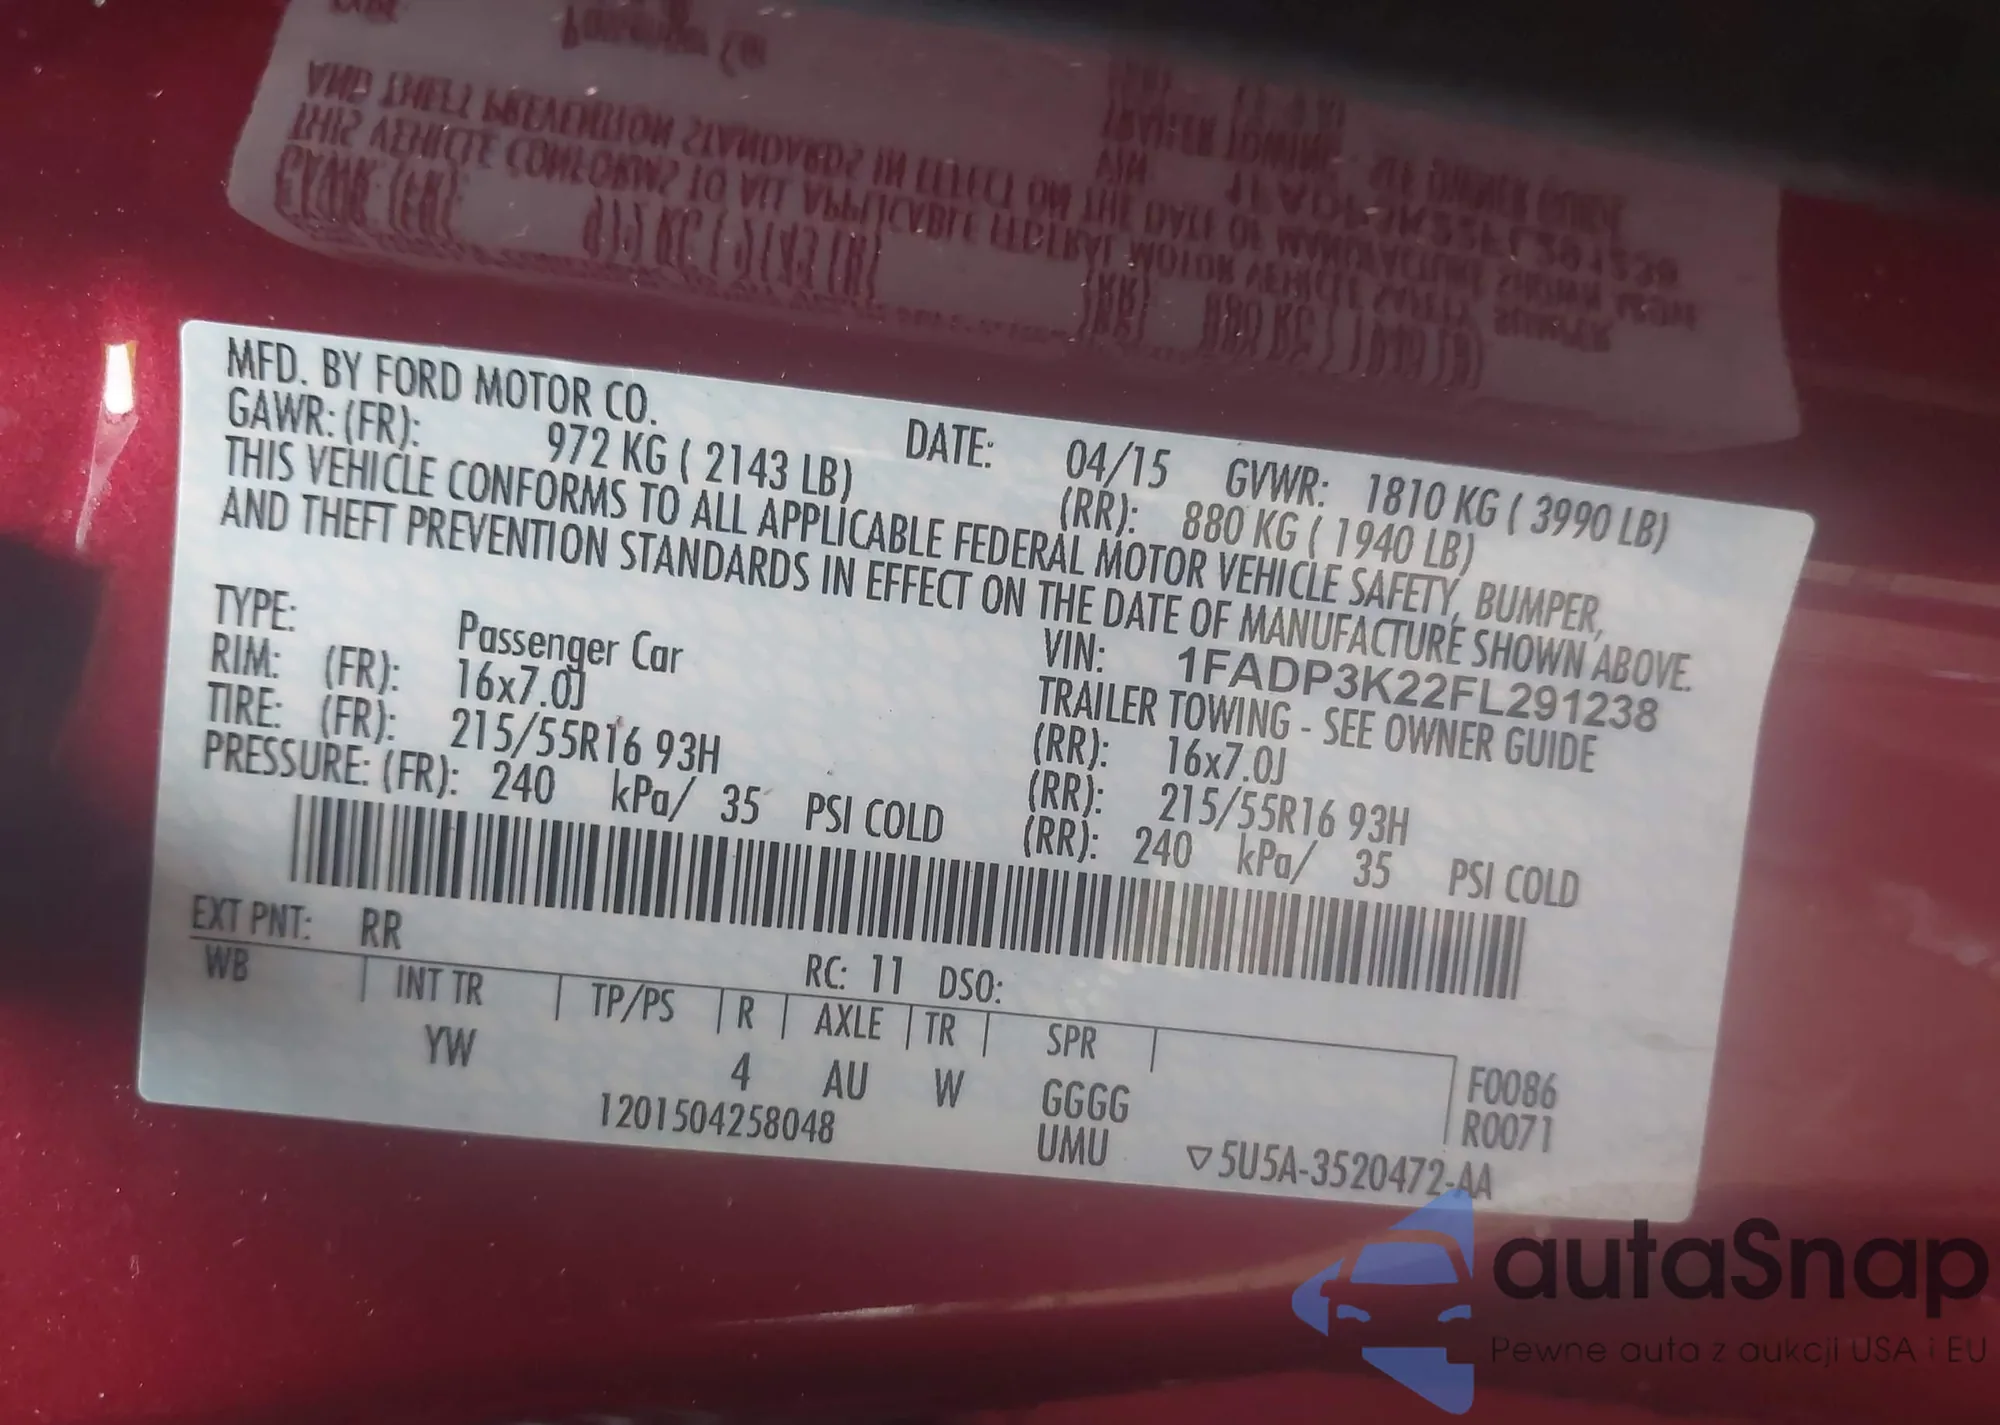 MFD. BY FORD MOTOR CO.
DATE: 04/15 GVWR: 1810 KG ( 3990 LB)
GAWR: (FR): 972 KG ( 2143 LB) (RR): 880 KG ( 1940 LB)
THIS VEHICLE CONFORMS TO ALL APPLICABLE FEDERAL MOTOR VEHICLE SAFETY, BUMPER,
AND THEFT PREVENTION STANDARDS IN EFFECT ON THE DATE OF MANUFACTURE SHOWN ABOVE.
VIN: 1FADP3K22FL291238
TYPE: Passenger Car TRAILER TOWING - SEE OWNER GUIDE
RIM: (FR): 16x7.0J (RR): 16x7.0J
TIRE: (FR): 215/55R16 93H (RR): 215/55R16 93H
PRESSURE: (FR): 240 kPa/ 35 PSI COLD (RR): 240 kPa/ 35 PSI COLD
EXT PNT: RR RC: 11 DSO:
WB INT TR TP/PS R AXLE TR SPR F0086
YW 4 AU W GGGG R0071
1201504258048 UMU ▽5U5A-3520472-AA
autaSnap
Pewne auta z aukcji USA i EU